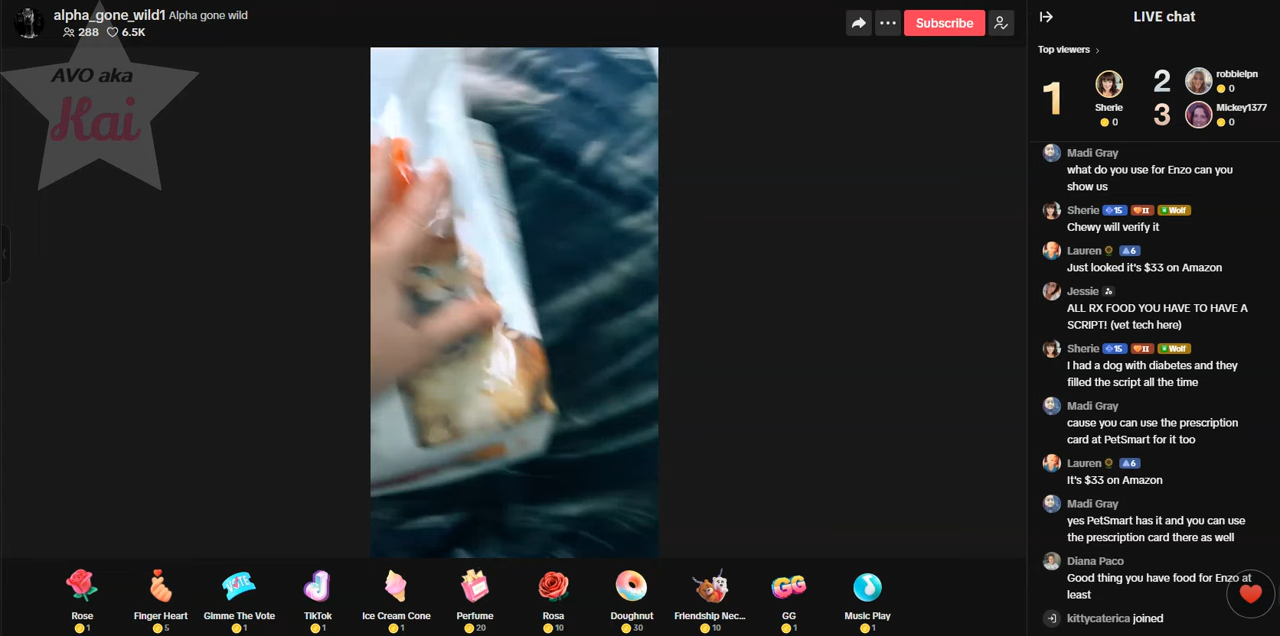 alpha_gone_wild1 Alpha gone wild
288 6.5K
Subscribe
AVO aka
Kai
LIVE chat
Top viewers
1
Sherie
0
2
robbielpn
0
3
Mickey1377
0
Madi Gray
what do you use for Enzo can you
show us
Sherie 15 II Wolf
Chewy will verify it
Lauren 6
Just looked it's $33 on Amazon
Jessie
ALL RX FOOD YOU HAVE TO HAVE A
SCRIPT! (vet tech here)
Sherie 15 II Wolf
I had a dog with diabetes and they
filled the script all the time
Madi Gray
cause you can use the prescription
card at PetSmart for it too
Lauren 6
It's $33 on Amazon
Madi Gray
yes PetSmart has it and you can use
the prescription card there as well
Diana Paco
Good thing you have food for Enzo at
least
kittycaterica joined
VOTE
GG
Rose
Finger Heart
Gimme The Vote
TikTok
Ice Cream Cone
Perfume
Rosa
Doughnut
Friendship Nec...
GG
Music Play
1
5
1
1
1
20
10
30
10
1
1